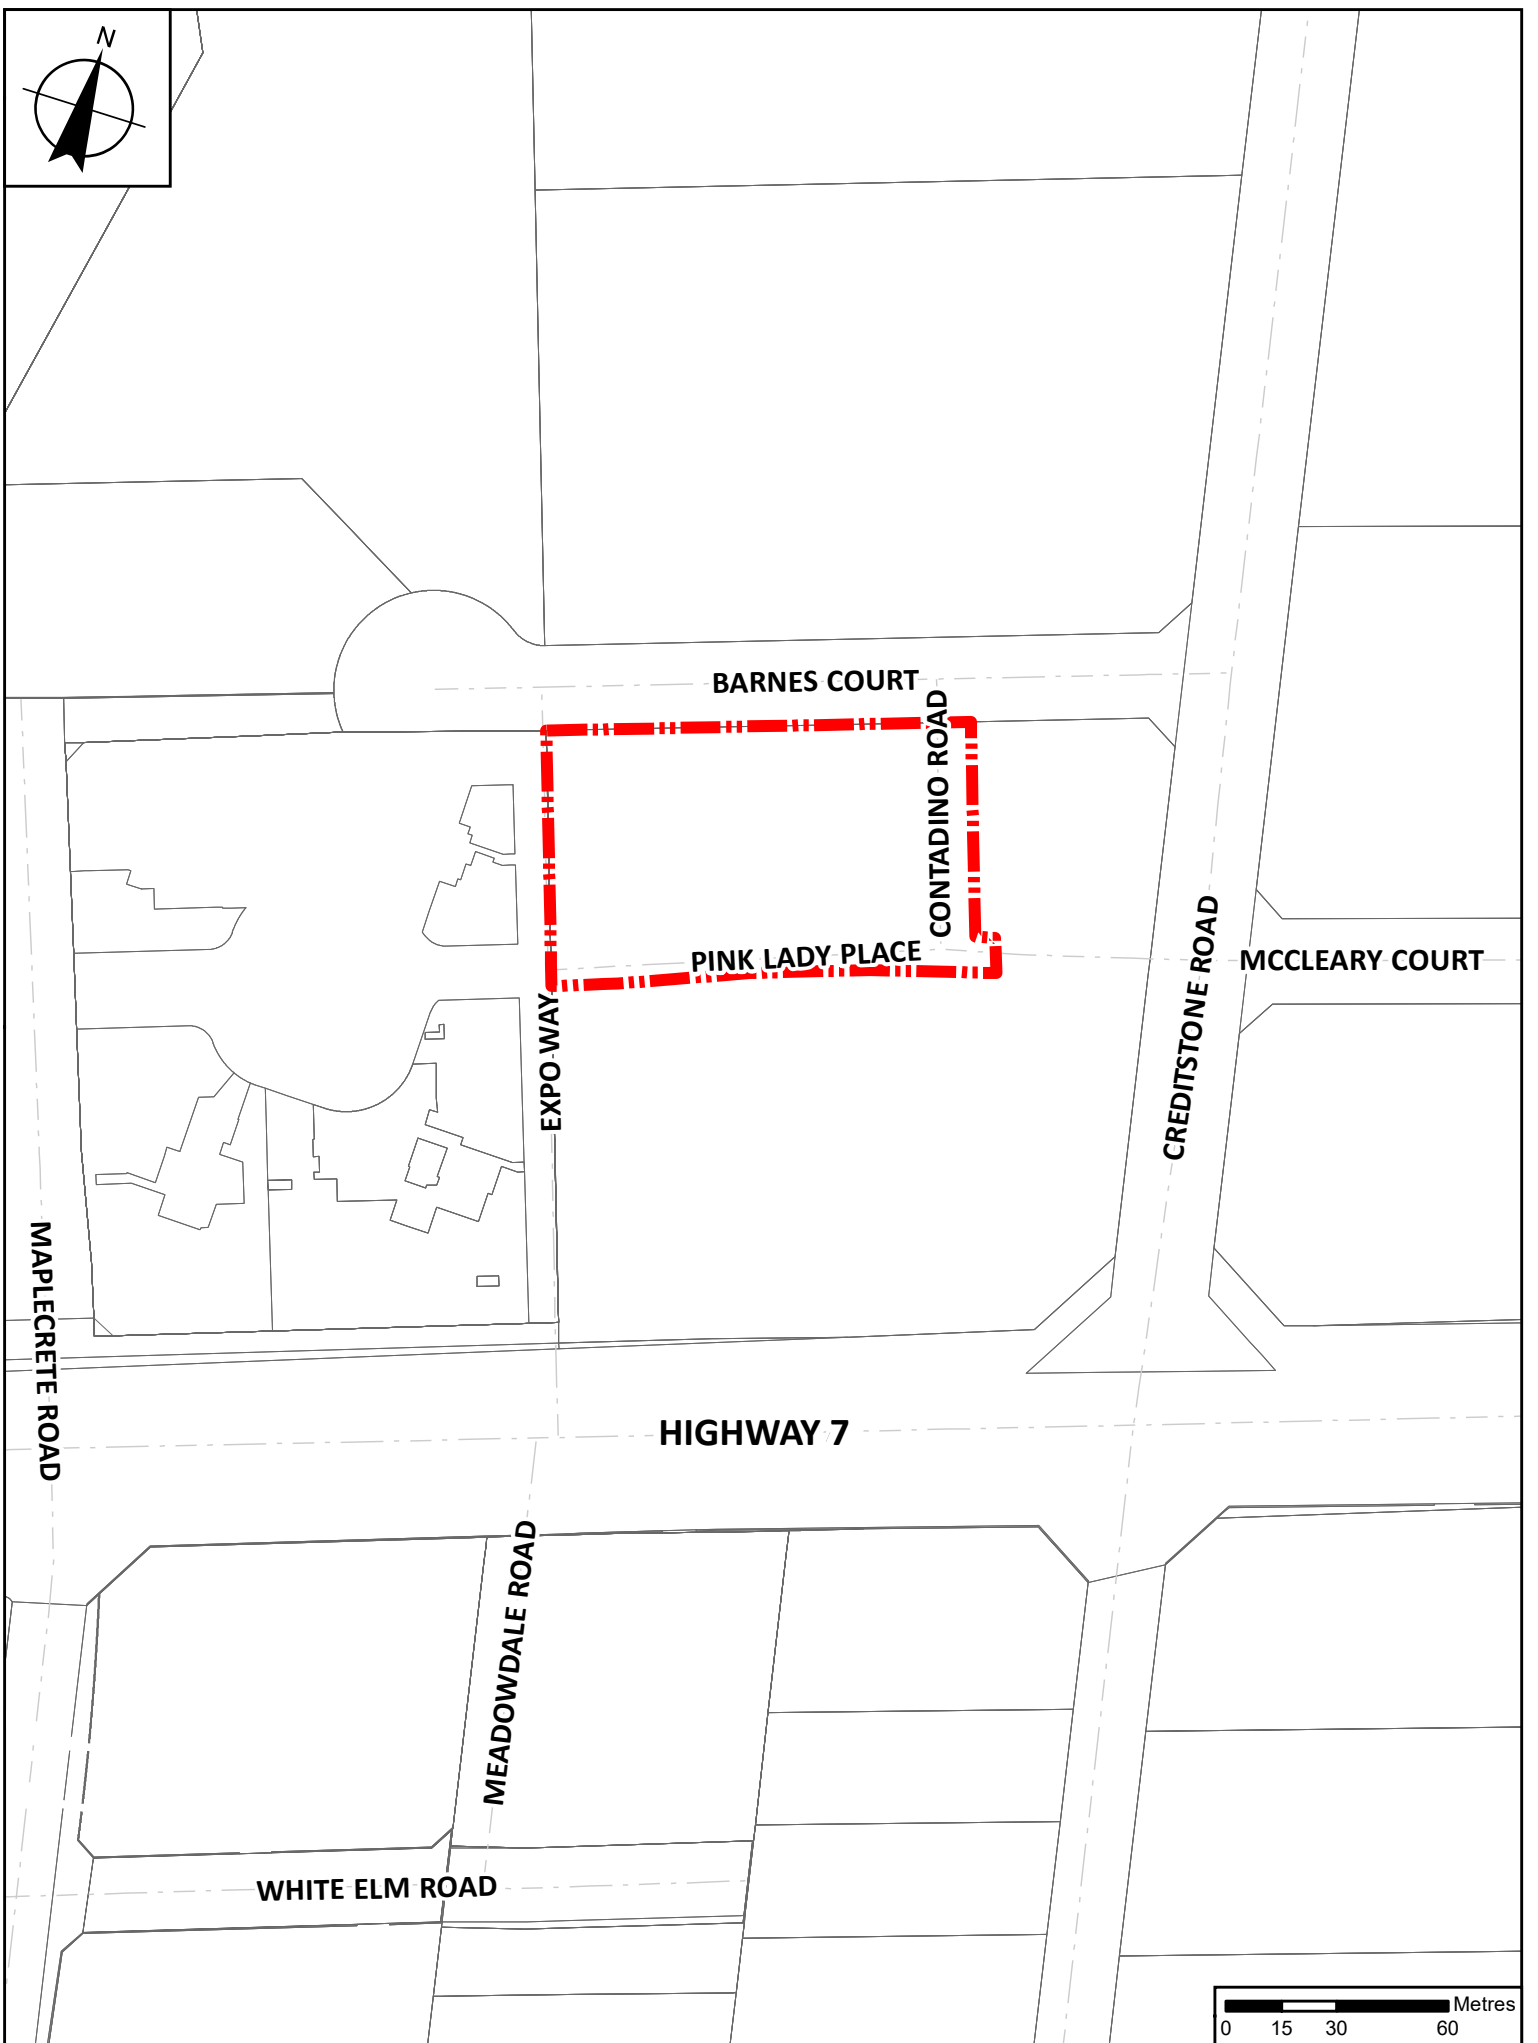 N
BARNES COURT
CONTADINO ROAD
PINK LADY PLACE
CREDITSTONE ROAD
MCCLEARY COURT
EXPO WAY
MAPLECRETE ROAD
HIGHWAY 7
MEADOWDALE ROAD
WHITE ELM ROAD
Metres
0 15 30 60